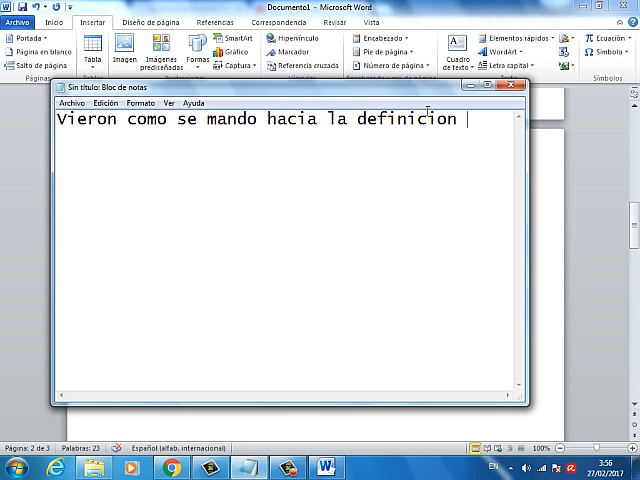 Documento1 - Microsoft Word
Archivo Inicio Insertar Diseño de página Referencias Correspondencia Revisar Vista
Portada
Página en blanco
Salto de página
Páginas
Tabla
Imagen
Imágenes prediseñadas
Formas
SmartArt
Gráfico
Captura
Hipervínculo
Marcador
Referencia cruzada
Encabezado
Pie de página
Número de página
Cuadro de texto
Elementos rápidos
WordArt
Letra capital
Ecuación
Símbolo
Símbolos
Sin título: Bloc de notas
Archivo Edición Formato Ver Ayuda
Vieron como se mando hacia la definicion
Página: 2 de 3 Palabras: 23 Español (alfab. internacional) 100%
EN 3:56
27/02/2017